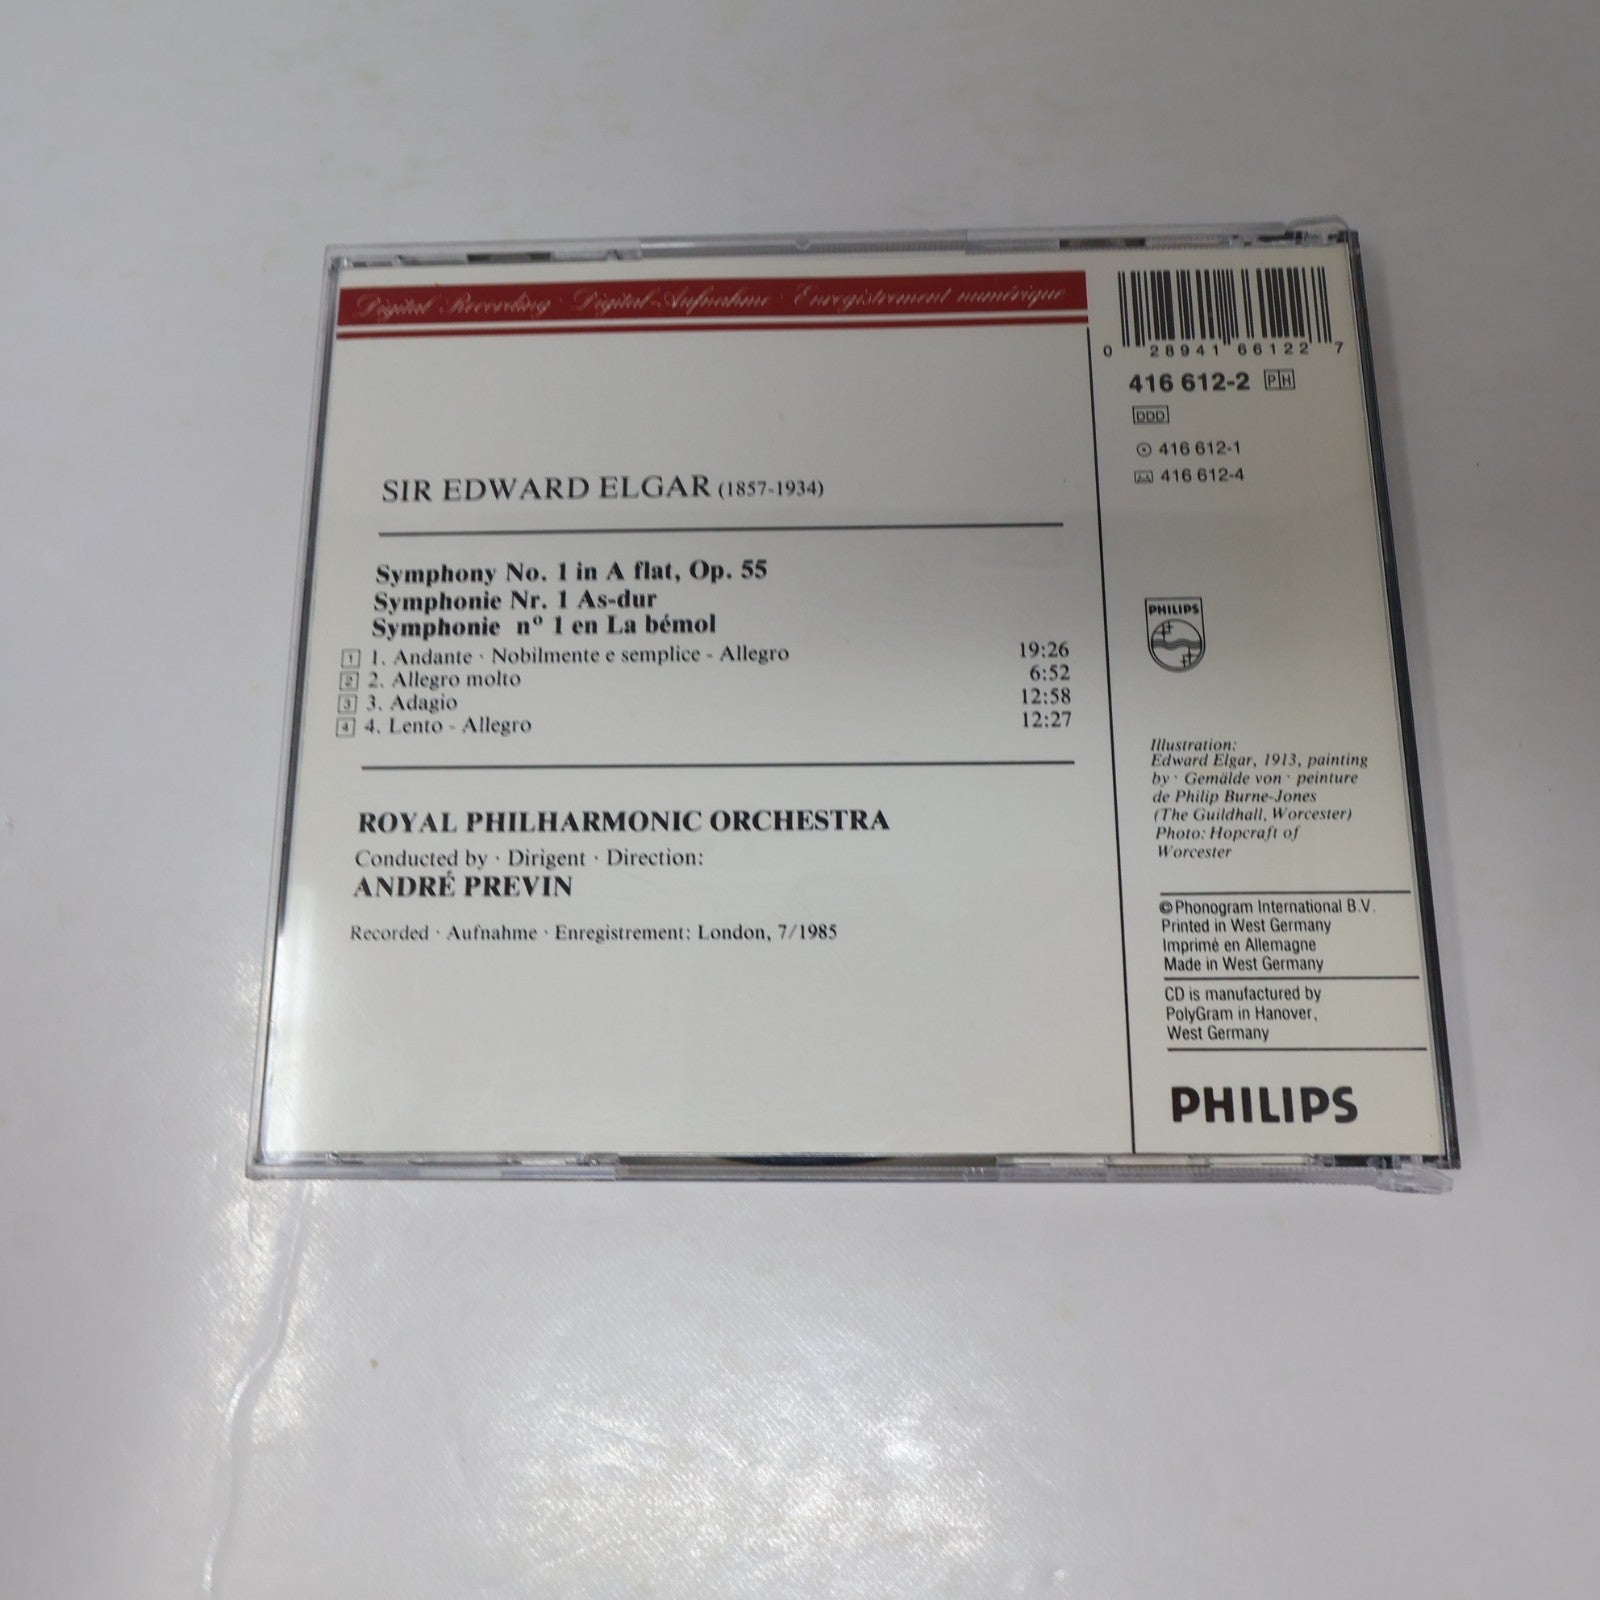 Digital Recording · Digital-Aufnahme · Enregistrement numérique
SIR EDWARD ELGAR (1857-1934)
Symphony No. 1 in A flat, Op. 55
Symphonie Nr. 1 As-dur
Symphonie nº 1 en La bémol
1 1. Andante · Nobilmente e semplice - Allegro 19:26
2 2. Allegro molto 6:52
3 3. Adagio 12:58
4 4. Lento - Allegro 12:27
ROYAL PHILHARMONIC ORCHESTRA
Conducted by · Dirigent · Direction:
ANDRÉ PREVIN
Recorded · Aufnahme · Enregistrement: London, 7/1985
0 28941 66122 7
416 612-2 PH
DDD
416 612-1
416 612-4
PHILIPS
Illustration:
Edward Elgar, 1913, painting
by · Gemälde von · peinture
de Philip Burne-Jones
(The Guildhall, Worcester)
Photo: Hopcraft of
Worcester
© Phonogram International B.V.
Printed in West Germany
Imprimé en Allemagne
Made in West Germany
CD is manufactured by
PolyGram in Hanover,
West Germany
PHILIPS